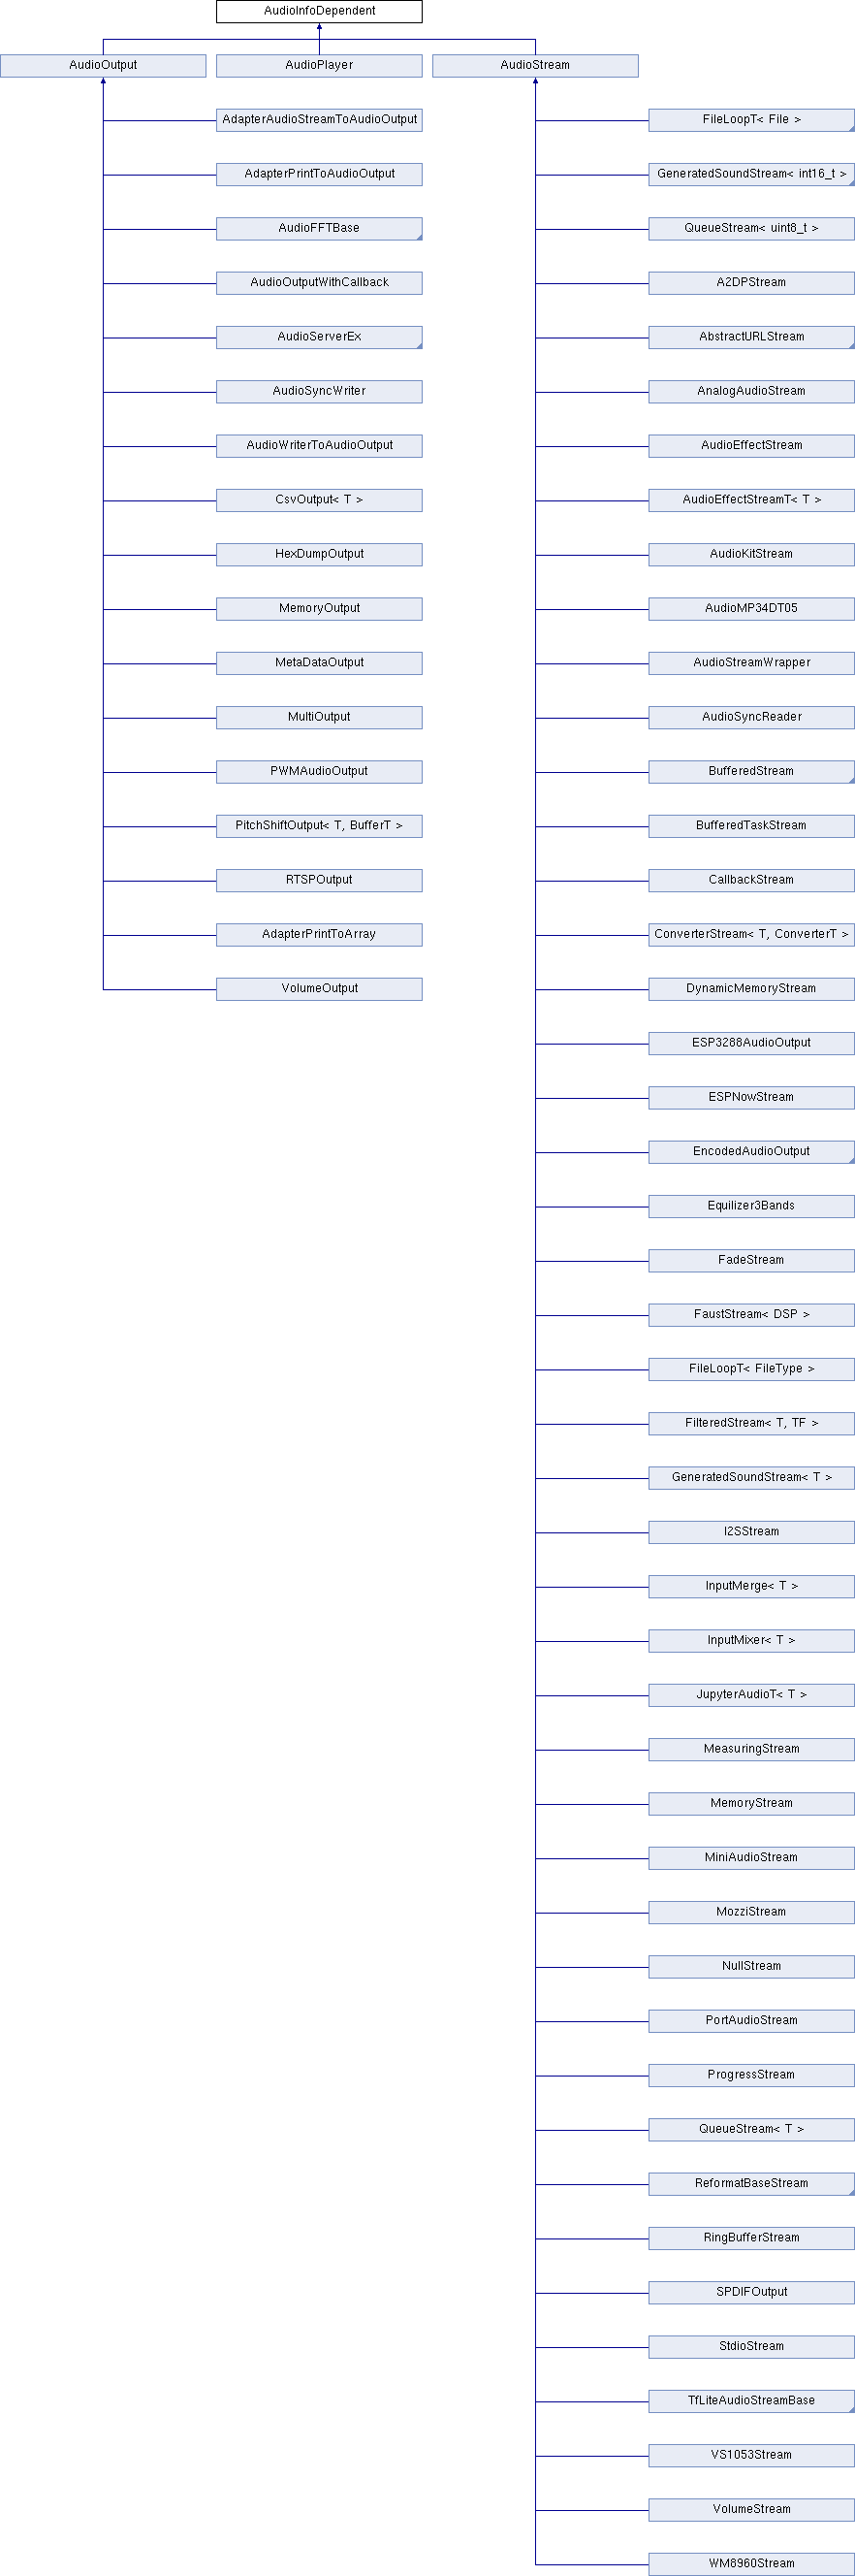 AudioInfoDependent
AudioOutput
AudioPlayer
AudioStream
AdapterAudioStreamToAudioOutput
AdapterPrintToAudioOutput
AudioFFTBase
AudioOutputWithCallback
AudioServerEx
AudioSyncWriter
AudioWriterToAudioOutput
CsvOutput< T >
HexDumpOutput
MemoryOutput
MetaDataOutput
MultiOutput
PWMAudioOutput
PitchShiftOutput< T, BufferT >
RTSPOutput
AdapterPrintToArray
VolumeOutput
FileLoopT< File >
GeneratedSoundStream< int16_t >
QueueStream< uint8_t >
A2DPStream
AbstractURLStream
AnalogAudioStream
AudioEffectStream
AudioEffectStreamT< T >
AudioKitStream
AudioMP34DT05
AudioStreamWrapper
AudioSyncReader
BufferedStream
BufferedTaskStream
CallbackStream
ConverterStream< T, ConverterT >
DynamicMemoryStream
ESP3288AudioOutput
ESPNowStream
EncodedAudioOutput
Equilizer3Bands
FadeStream
FaustStream< DSP >
FileLoopT< FileType >
FilteredStream< T, TF >
GeneratedSoundStream< T >
I2SStream
InputMerge< T >
InputMixer< T >
JupyterAudioT< T >
MeasuringStream
MemoryStream
MiniAudioStream
MozziStream
NullStream
PortAudioStream
ProgressStream
QueueStream< T >
ReformatBaseStream
RingBufferStream
SPDIFOutput
StdioStream
TfLiteAudioStreamBase
VS1053Stream
VolumeStream
WM8960Stream